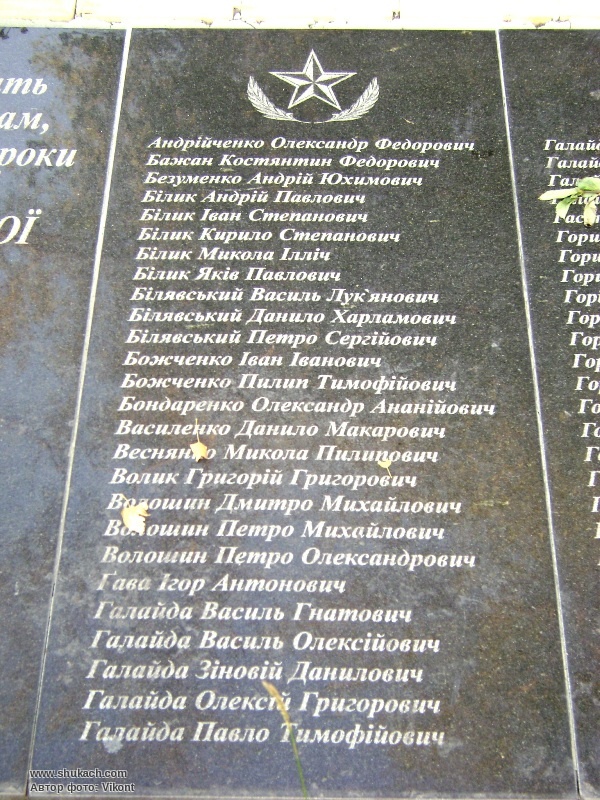 ам,
роки
ОЇ
Андрійченко Олександр Федорович
Бажан Костянтин Федорович
Безуменко Андрій Юхимович
Білик Андрій Павлович
Білик Іван Степанович
Білик Кирило Степанович
Білик Микола Ілліч
Білик Яків Павлович
Білявський Василь Лук`янович
Білявський Данило Харламович
Білявський Петро Сергійович
Божченко Іван Іванович
Божченко Пилип Тимофійович
Бондаренко Олександр Ананійович
Василенко Данило Макарович
Веснянко Микола Пилипович
Волик Григорій Григорович
Волошин Дмитро Михайлович
Волошин Петро Михайлович
Волошин Петро Олександрович
Гава Ігор Антонович
Галайда Василь Гнатович
Галайда Василь Олексійович
Галайда Зіновій Данилович
Галайда Олексій Григорович
Галайда Павло Тимофійович
www.shukach.com
Автор фото: Vikont